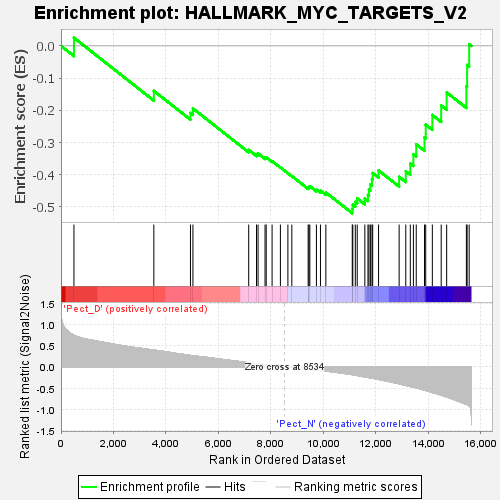 Enrichment plot: HALLMARK_MYC_TARGETS_V2
Enrichment score (ES)
0.0
-0.1
-0.2
-0.3
-0.4
-0.5
Ranked list metric (Signal2Noise)
1.5
1.0
0.5
0.0
-0.5
-1.0
-1.5
'Pect_D' (positively correlated)
Zero cross at 8534
'Pect_N' (negatively correlated)
0 2,000 4,000 6,000 8,000 10,000 12,000 14,000 16,000
Rank in Ordered Dataset
Enrichment profile Hits Ranking metric scores